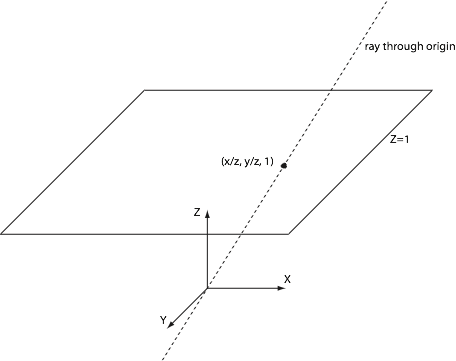 ray through origin
Z=1
(x/z, y/z, 1)
Z
X
Y